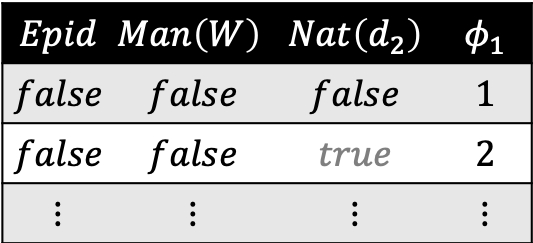 Epid Man(W) Nat(d₂) ϕ₁
false false false 1
false false true 2
⋮ ⋮ ⋮ ⋮